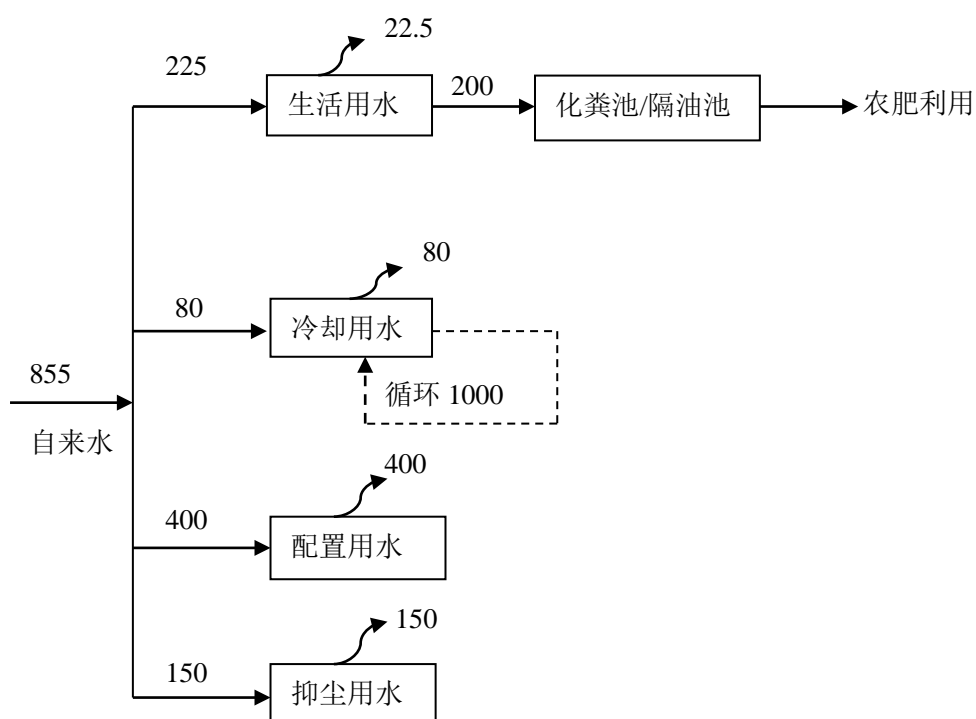 22.5
225
生活用水
200
化粪池/隔油池
农肥利用
80
80
冷却用水
循环 1000
855
自来水
400
400
配置用水
150
150
抑尘用水